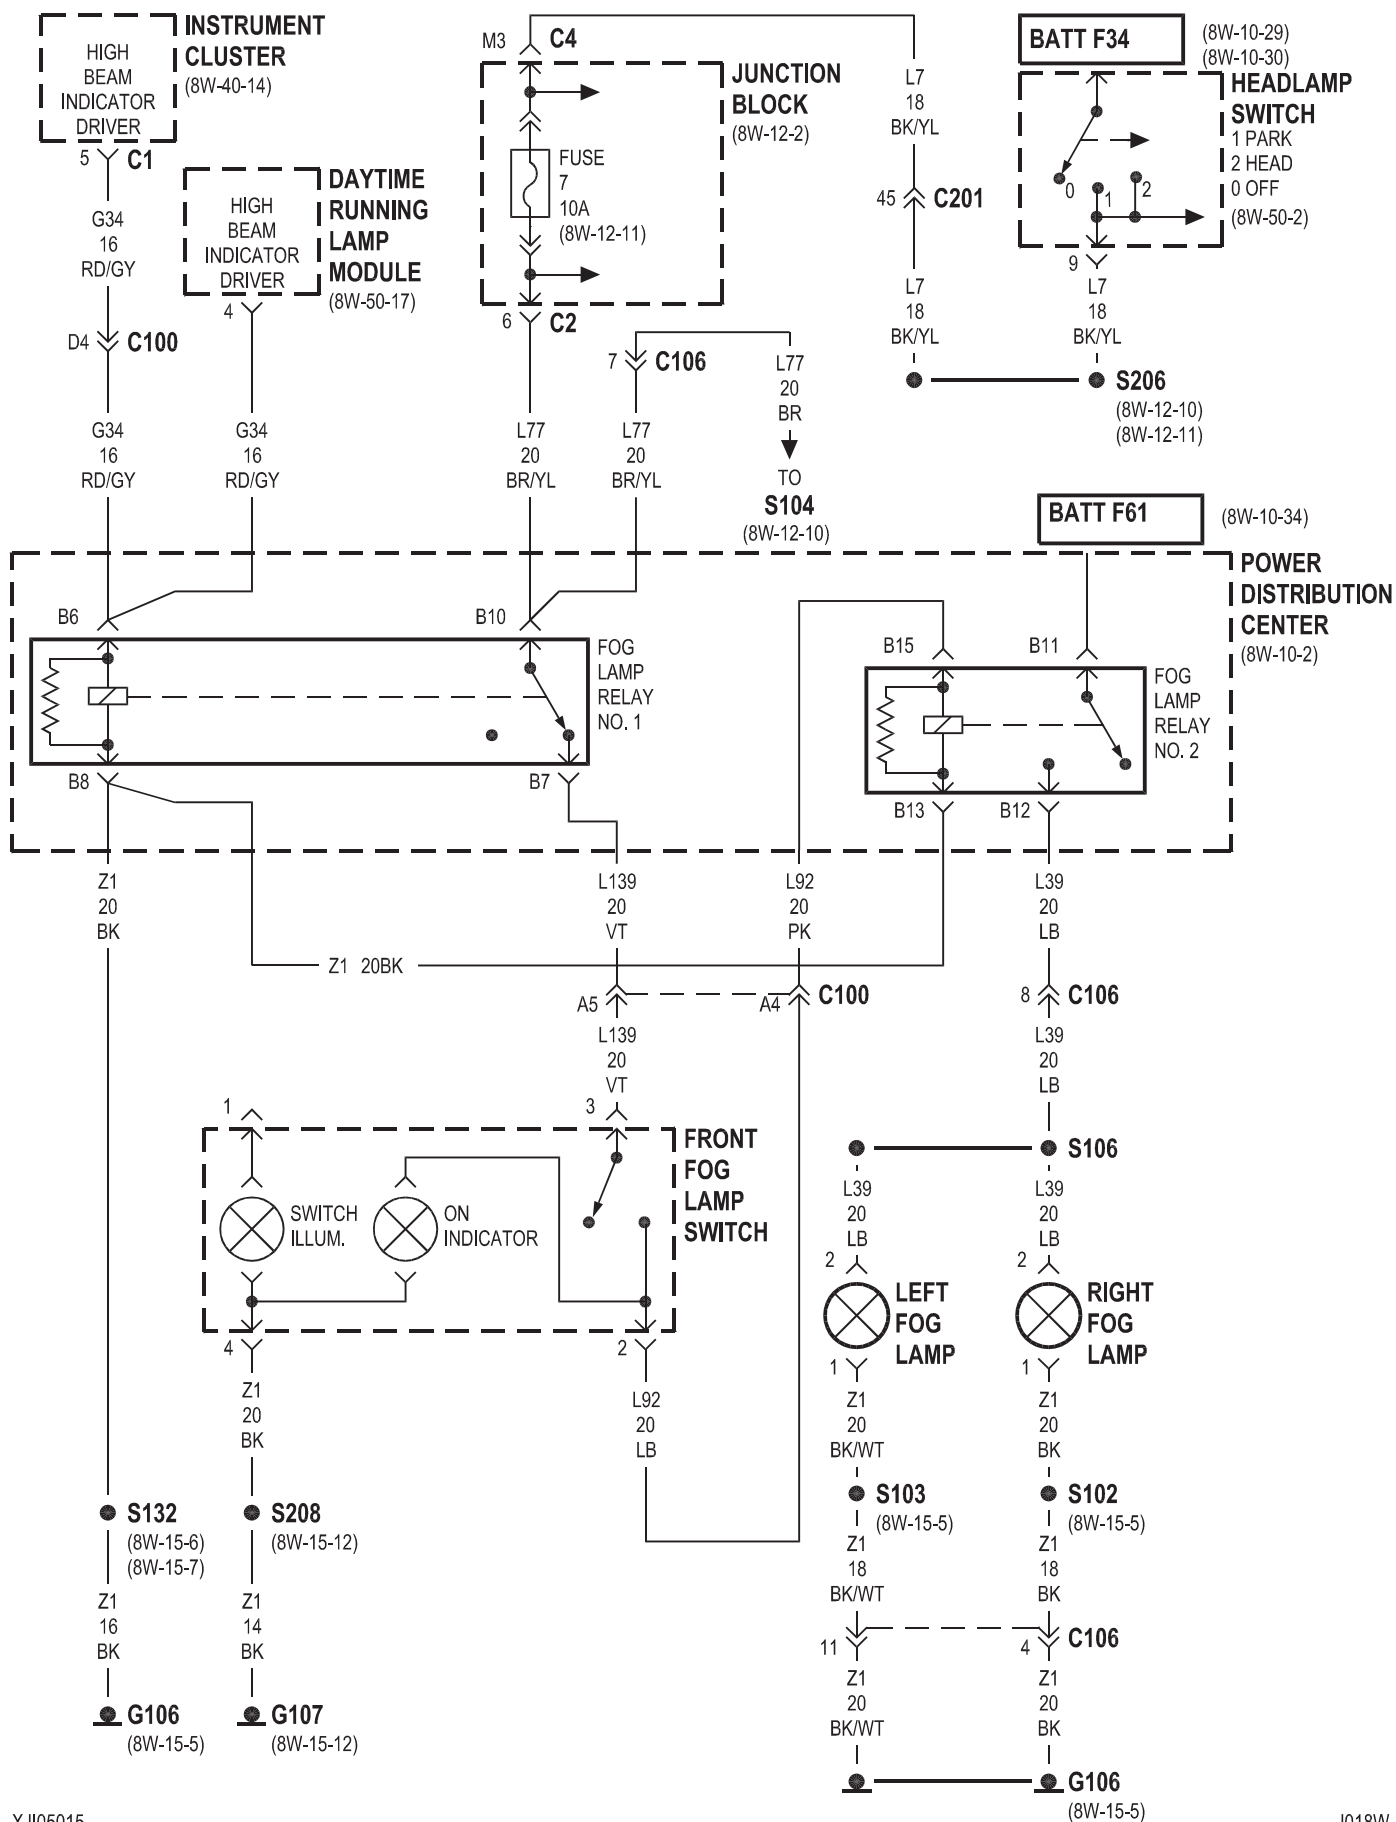 INSTRUMENT
CLUSTER
(8W-40-14)
HIGH
BEAM
INDICATOR
DRIVER
5
C1
G34
16
RD/GY
D4
C100
G34
16
RD/GY
DAYTIME
RUNNING
LAMP
MODULE
(8W-50-17)
HIGH
BEAM
INDICATOR
DRIVER
4
G34
16
RD/GY
M3
C4
JUNCTION
BLOCK
(8W-12-2)
FUSE
7
10A
(8W-12-11)
6
C2
L77
20
BR/YL
7
C106
L77
20
BR/YL
L77
20
BR
TO
S104
(8W-12-10)
L7
18
BK/YL
45
C201
L7
18
BK/YL
BATT F34
(8W-10-29)
(8W-10-30)
HEADLAMP
SWITCH
1 PARK
2 HEAD
0 OFF
(8W-50-2)
0
1
2
9
L7
18
BK/YL
S206
(8W-12-10)
(8W-12-11)
BATT F61
(8W-10-34)
POWER
DISTRIBUTION
CENTER
(8W-10-2)
B6
B10
FOG
LAMP
RELAY
NO. 1
B8
B7
B15
B11
FOG
LAMP
RELAY
NO. 2
B13
B12
Z1
20
BK
L139
20
VT
L92
20
PK
L39
20
LB
Z1 20BK
A5
A4
C100
8
C106
L139
20
VT
L39
20
LB
1
3
FRONT
FOG
LAMP
SWITCH
SWITCH
ILLUM.
ON
INDICATOR
4
2
S106
L39
20
LB
L39
20
LB
2
2
LEFT
FOG
LAMP
RIGHT
FOG
LAMP
1
1
Z1
20
BK
L92
20
LB
Z1
20
BK/WT
Z1
20
BK
S132
(8W-15-6)
(8W-15-7)
S208
(8W-15-12)
S103
(8W-15-5)
S102
(8W-15-5)
Z1
18
BK/WT
Z1
18
BK
Z1
16
BK
Z1
14
BK
11
4
C106
Z1
20
BK/WT
Z1
20
BK
G106
(8W-15-5)
G107
(8W-15-12)
G106
(8W-15-5)